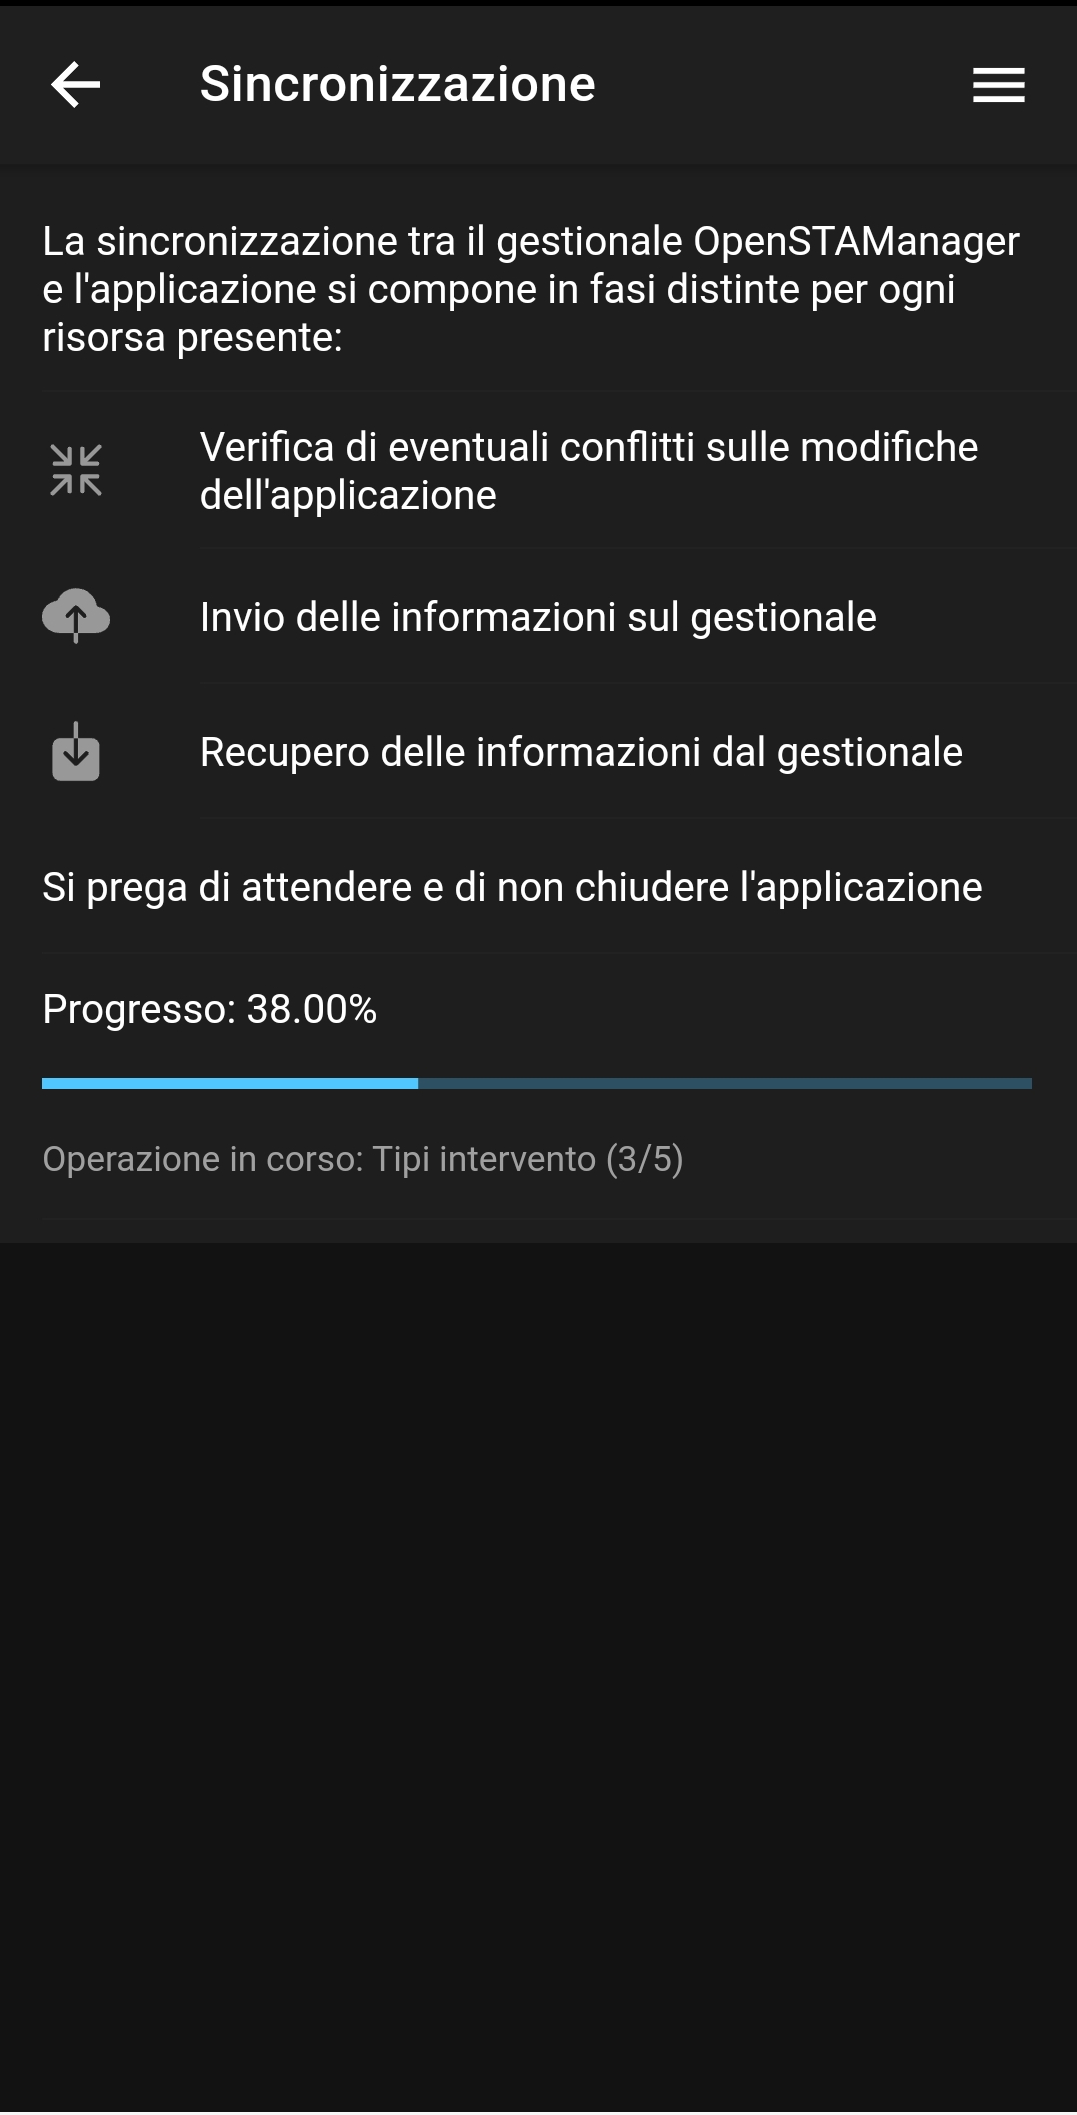 Sincronizzazione
La sincronizzazione tra il gestionale OpenSTAManager
e l'applicazione si compone in fasi distinte per ogni
risorsa presente:
Verifica di eventuali conflitti sulle modifiche
dell'applicazione
Invio delle informazioni sul gestionale
Recupero delle informazioni dal gestionale
Si prega di attendere e di non chiudere l'applicazione
Progresso: 38.00%
Operazione in corso: Tipi intervento (3/5)